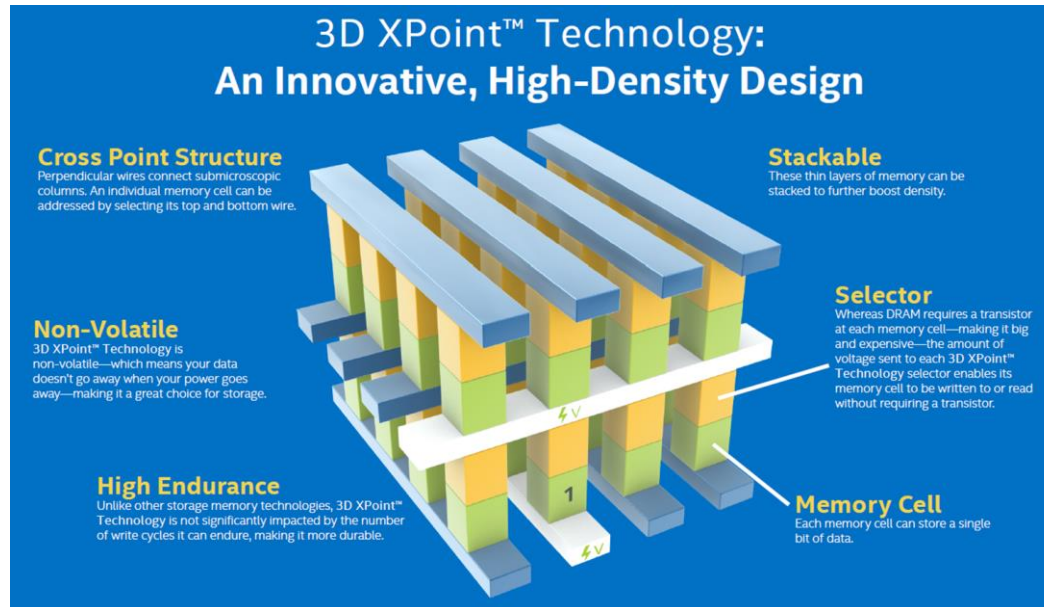 3D XPoint™ Technology:
An Innovative, High-Density Design
Cross Point Structure
Perpendicular wires connect submicroscopic
columns. An individual memory cell can be
addressed by selecting its top and bottom wire.
Non-Volatile
3D XPoint™ Technology is
non-volatile—which means your data
doesn't go away when your power goes
away—making it a great choice for storage.
High Endurance
Unlike other storage memory technologies, 3D XPoint™
Technology is not significantly impacted by the number
of write cycles it can endure, making it more durable.
Stackable
These thin layers of memory can be
stacked to further boost density.
Selector
Whereas DRAM requires a transistor
at each memory cell—making it big
and expensive—the amount of
voltage sent to each 3D XPoint™
Technology selector enables its
memory cell to be written to or read
without requiring a transistor.
Memory Cell
Each memory cell can store a single
bit of data.
V
1
V